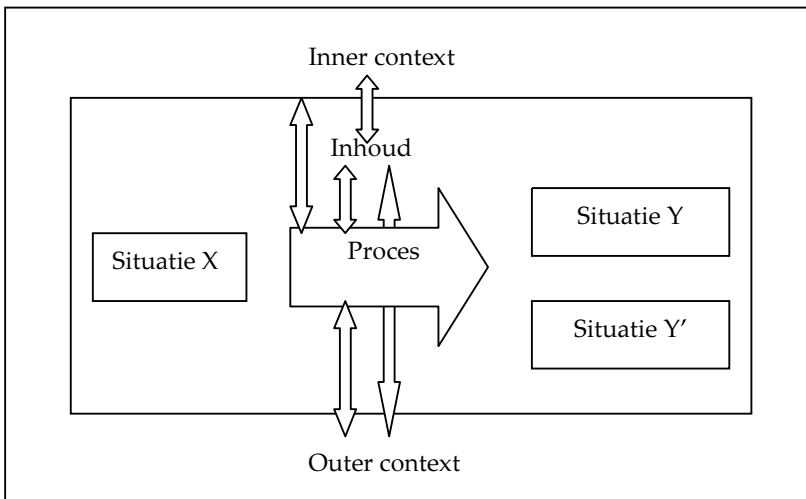 Inner context
Inhoud
Proces
Situatie X
Situatie Y
Situatie Y'
Outer context